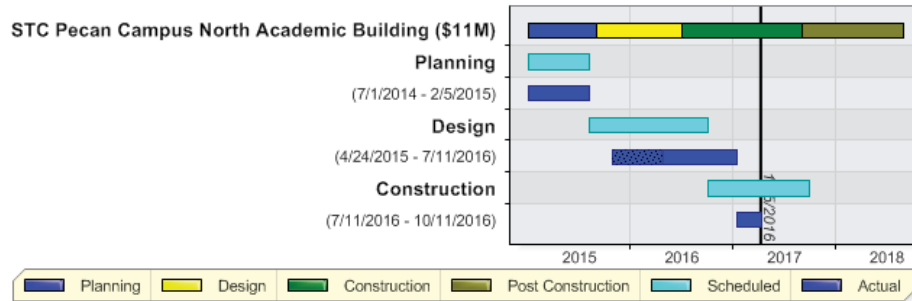 STC Pecan Campus North Academic Building ($11M)
Planning
(7/1/2014 - 2/5/2015)
Design
(4/24/2015 - 7/11/2016)
Construction
(7/11/2016 - 10/11/2016)
2015 2016 2017 2018
Planning Design Construction Post Construction Scheduled Actual